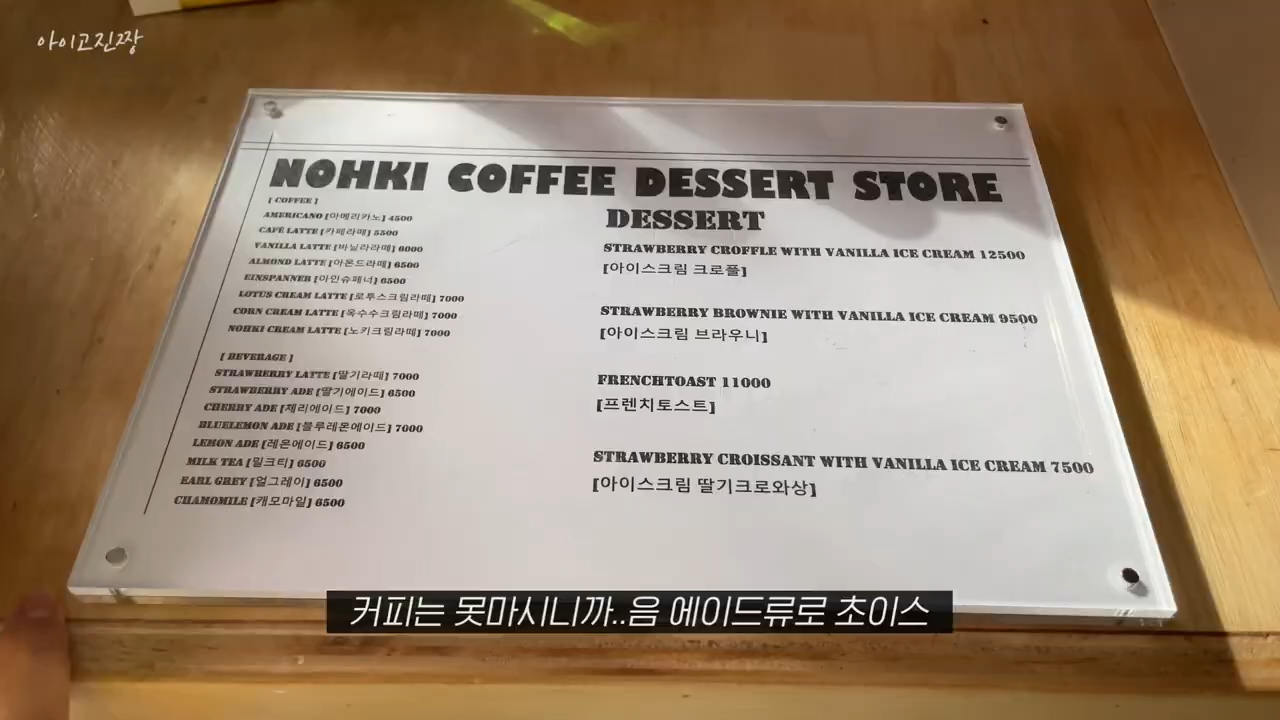 아이고진짱
NOHKI COFFEE DESSERT STORE
[ COFFEE ]
AMERICANO [아메리카노] 4500
CAFÉ LATTE [카페라떼] 5500
VANILLA LATTE [바닐라라떼] 6000
ALMOND LATTE [아몬드라떼] 6500
EINSPANNER [아인슈페너] 6500
LOTUS CREAM LATTE [로투스크림라떼] 7000
CORN CREAM LATTE [옥수수크림라떼] 7000
NOHKI CREAM LATTE [노키크림라떼] 7000
[ BEVERAGE ]
STRAWBERRY LATTE [딸기라떼] 7000
STRAWBERRY ADE [딸기에이드] 6500
CHERRY ADE [체리에이드] 7000
BLUELEMON ADE [블루레몬에이드] 7000
LEMON ADE [레몬에이드] 6500
MILK TEA [밀크티] 6500
EARL GREY [얼그레이] 6500
CHAMOMILE [캐모마일] 6500
DESSERT
STRAWBERRY CROFFLE WITH VANILLA ICE CREAM 12500
[아이스크림 크로플]
STRAWBERRY BROWNIE WITH VANILLA ICE CREAM 9500
[아이스크림 브라우니]
FRENCHTOAST 11000
[프렌치토스트]
STRAWBERRY CROISSANT WITH VANILLA ICE CREAM 7500
[아이스크림 딸기크로와상]
커피는 못마시니까..음 에이드류로 초이스